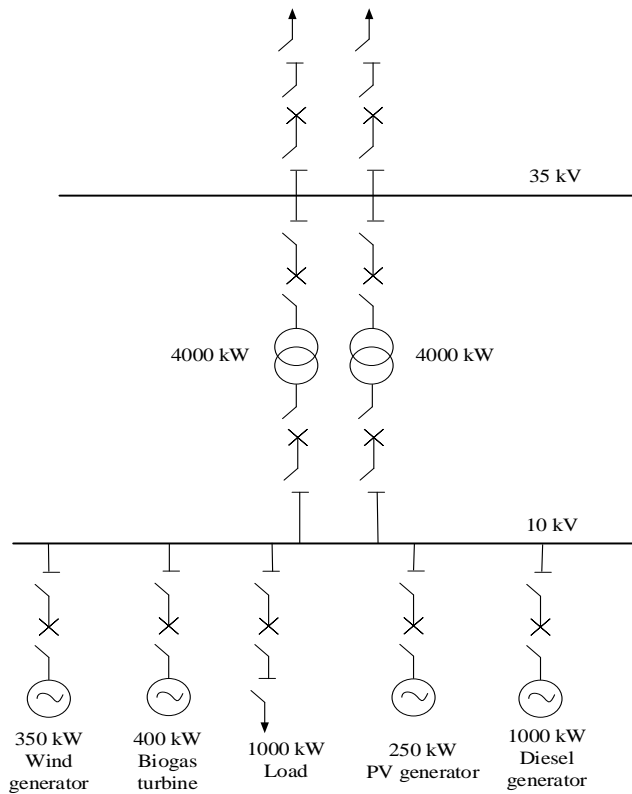 35 kV
4000 kW
4000 kW
10 kV
350 kW
Wind
generator
400 kW
Biogas
turbine
1000 kW
Load
250 kW
PV generator
1000 kW
Diesel
generator